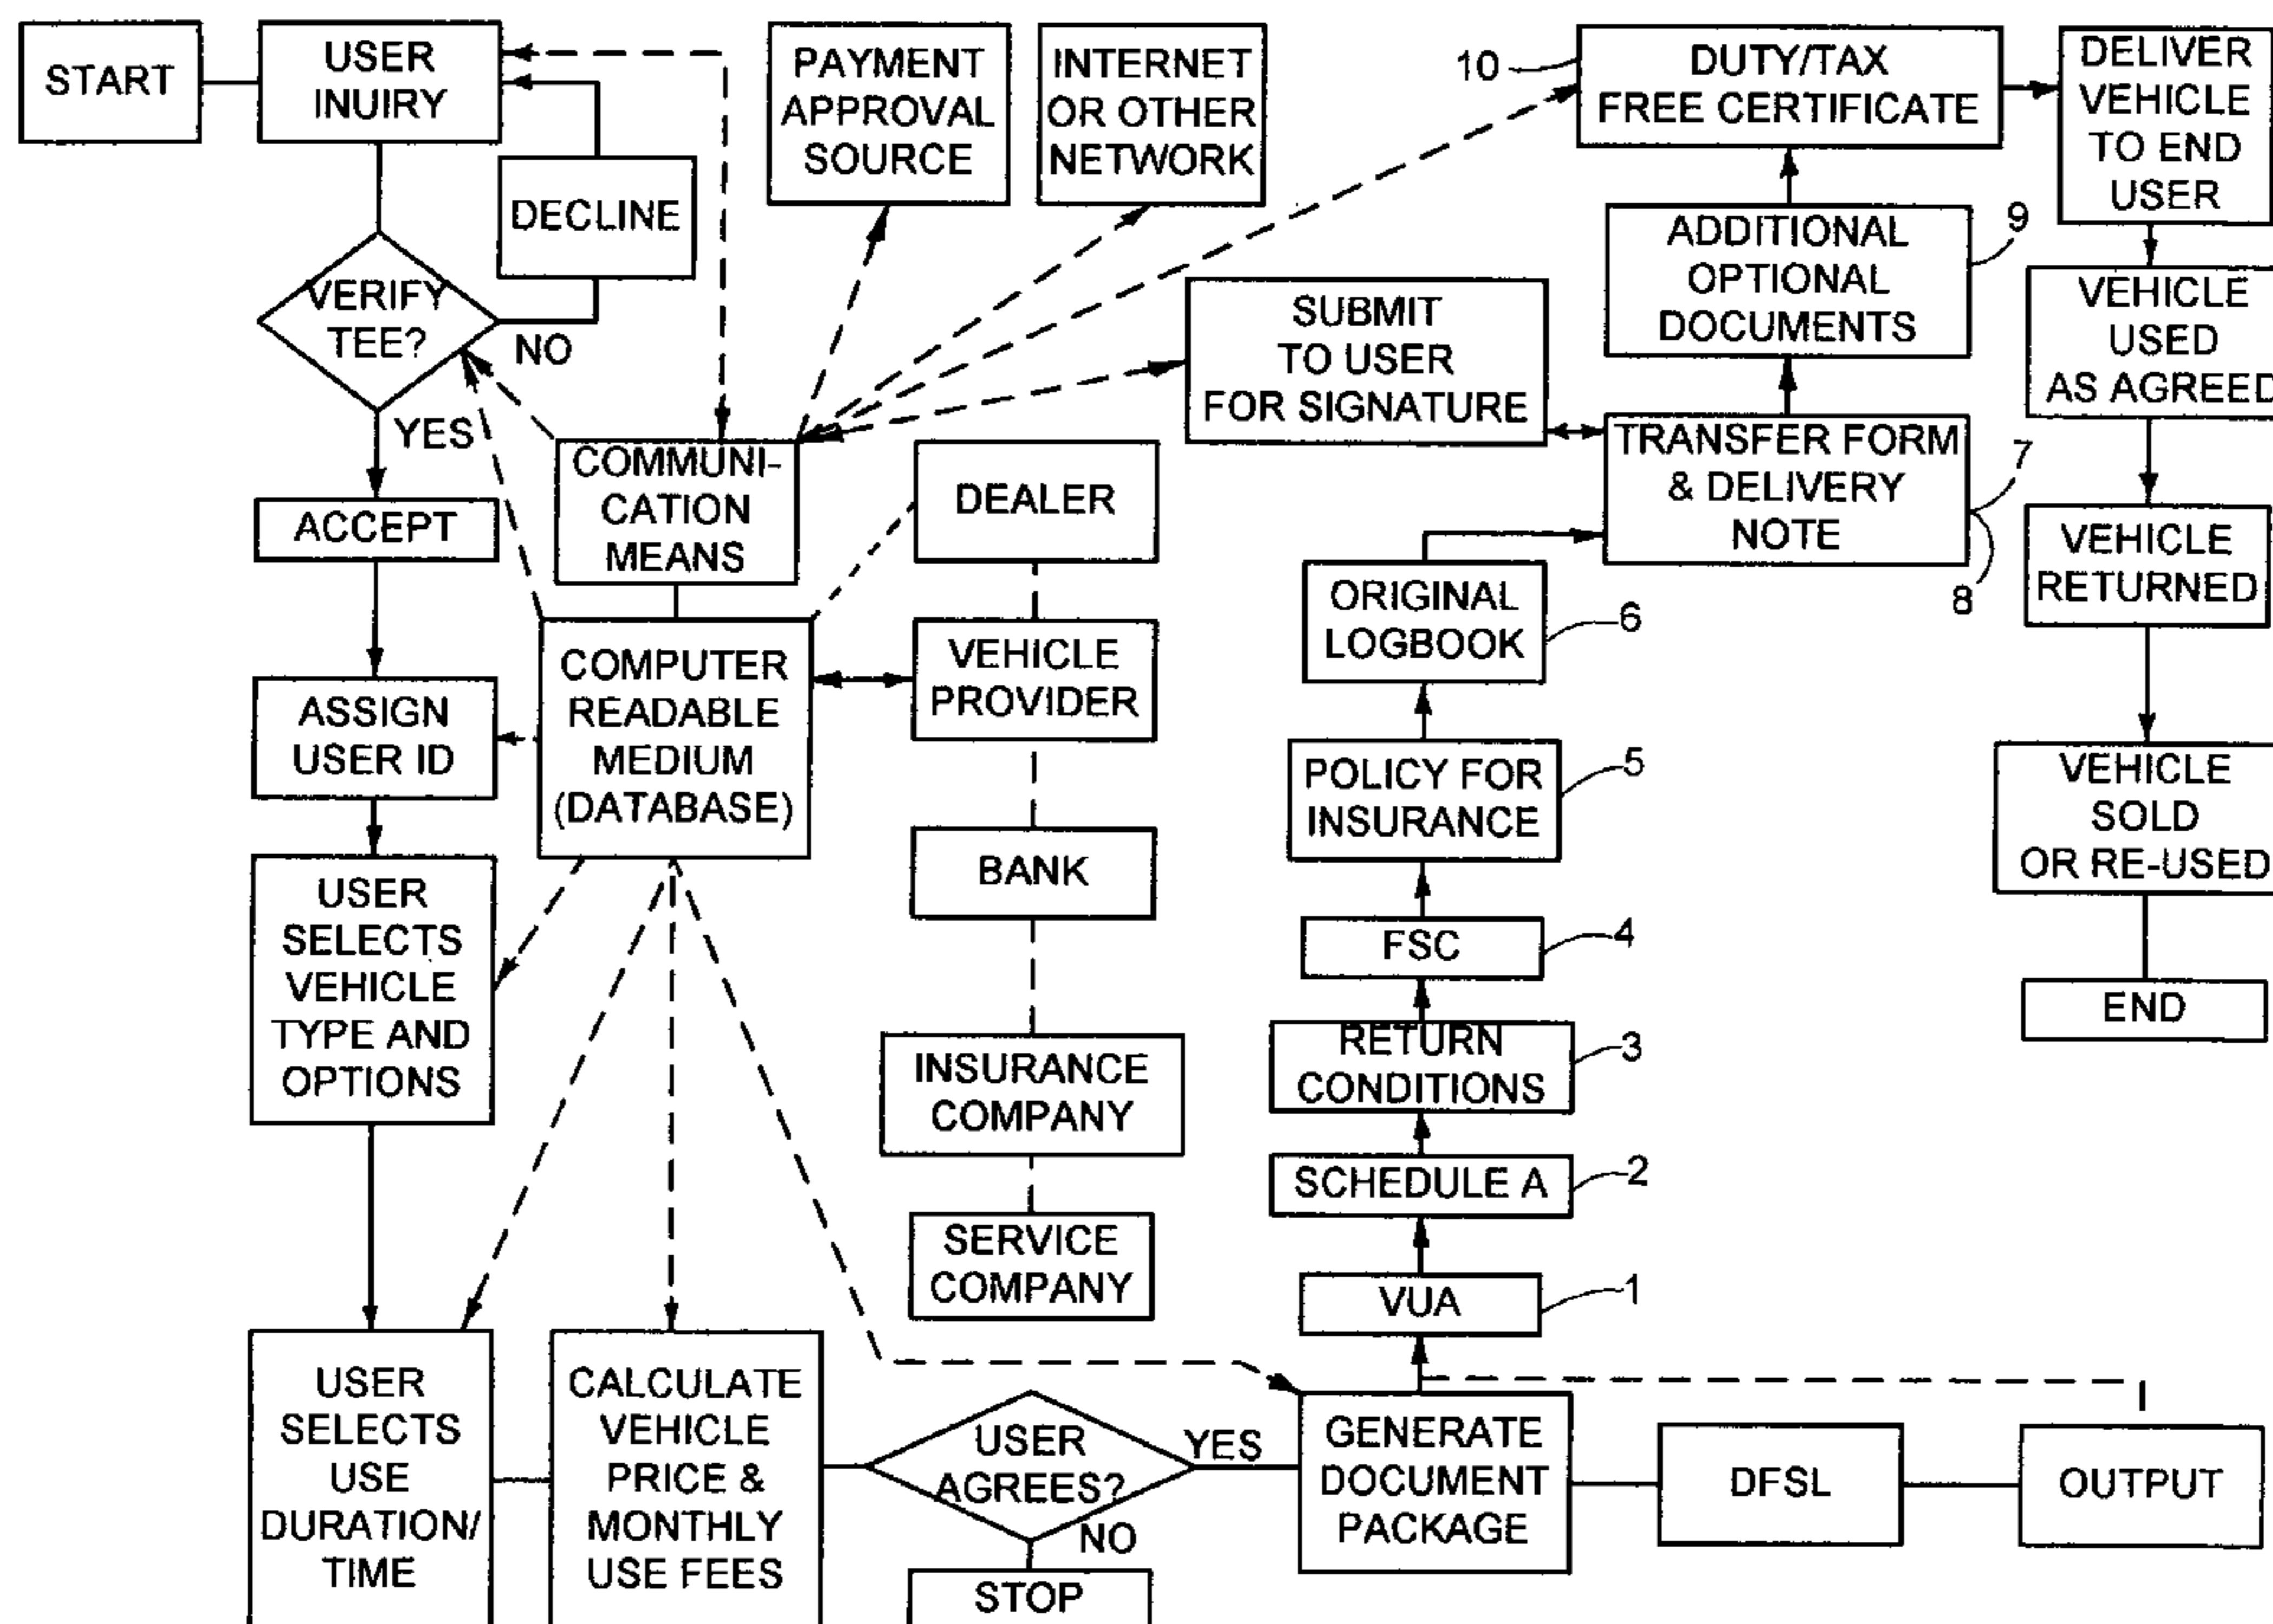 START
USER
INUIRY
DECLINE
VERIFY
TEE?
NO
YES
ACCEPT
ASSIGN
USER ID
USER
SELECTS
VEHICLE
TYPE AND
OPTIONS
USER
SELECTS
USE
DURATION/
TIME
PAYMENT
APPROVAL
SOURCE
INTERNET
OR OTHER
NETWORK
COMMUNI-
CATION
MEANS
COMPUTER
READABLE
MEDIUM
(DATABASE)
DEALER
VEHICLE
PROVIDER
BANK
INSURANCE
COMPANY
SERVICE
COMPANY
CALCULATE
VEHICLE
PRICE &
MONTHLY
USE FEES
USER
AGREES?
YES
NO
STOP
GENERATE
DOCUMENT
PACKAGE
DFSL
OUTPUT
VUA
1
SCHEDULE A
2
RETURN
CONDITIONS
3
FSC
4
POLICY FOR
INSURANCE
5
ORIGINAL
LOGBOOK
6
TRANSFER FORM
& DELIVERY
NOTE
7
8
SUBMIT
TO USER
FOR SIGNATURE
ADDITIONAL
OPTIONAL
DOCUMENTS
9
10
DUTY/TAX
FREE CERTIFICATE
DELIVER
VEHICLE
TO END
USER
VEHICLE
USED
AS AGREED
VEHICLE
RETURNED
VEHICLE
SOLD
OR RE-USED
END